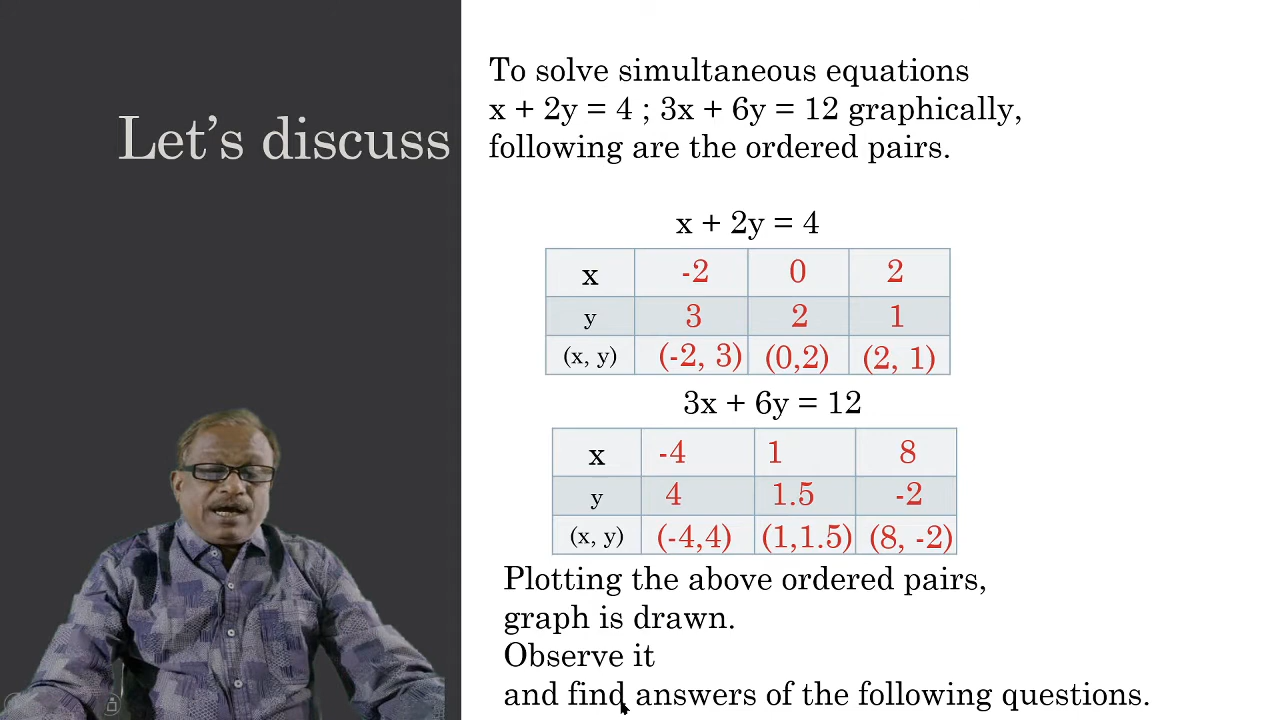 Let’s discuss
To solve simultaneous equations
x + 2y = 4 ; 3x + 6y = 12 graphically,
following are the ordered pairs.
x + 2y = 4
x -2 0 2
y 3 2 1
(x, y) (-2, 3) (0,2) (2, 1)
3x + 6y = 12
x -4 1 8
y 4 1.5 -2
(x, y) (-4,4) (1,1.5) (8, -2)
Plotting the above ordered pairs,
graph is drawn.
Observe it
and find answers of the following questions.